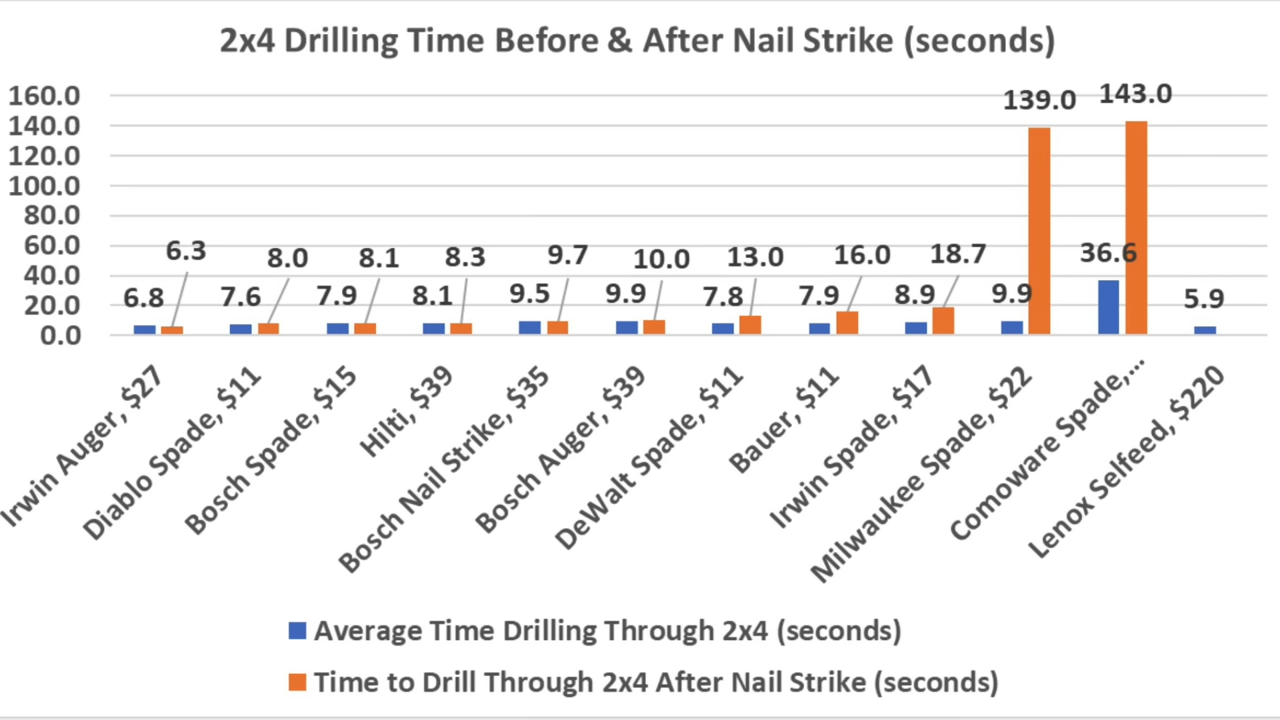 2x4 Drilling Time Before & After Nail Strike (seconds)
160.0
140.0
120.0
100.0
80.0
60.0
40.0
20.0
0.0
6.8
6.3
7.6
8.0
7.9
8.1
8.1
8.3
9.5
9.7
9.9
10.0
7.8
13.0
7.9
16.0
8.9
18.7
9.9
139.0
36.6
143.0
5.9
Irwin Auger, $27
Diablo Spade, $11
Bosch Spade, $15
Hilti, $39
Bosch Nail Strike, $35
Bosch Auger, $39
DeWalt Spade, $11
Bauer, $11
Irwin Spade, $17
Milwaukee Spade, $22
Comoware Spade,...
Lenox Selfeed, $220
Average Time Drilling Through 2x4 (seconds)
Time to Drill Through 2x4 After Nail Strike (seconds)